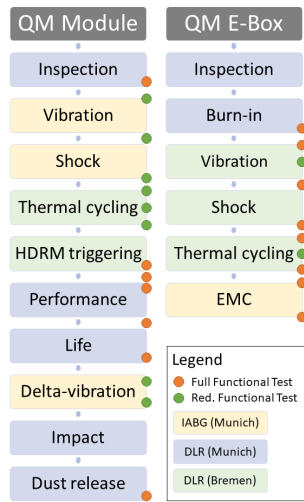 QM Module
Inspection
Vibration
Shock
Thermal cycling
HDRM triggering
Performance
Life
Delta-vibration
Impact
Dust release
QM E-Box
Inspection
Burn-in
Vibration
Shock
Thermal cycling
EMC
Legend
Full Functional Test
Red. Functional Test
IABG (Munich)
DLR (Munich)
DLR (Bremen)